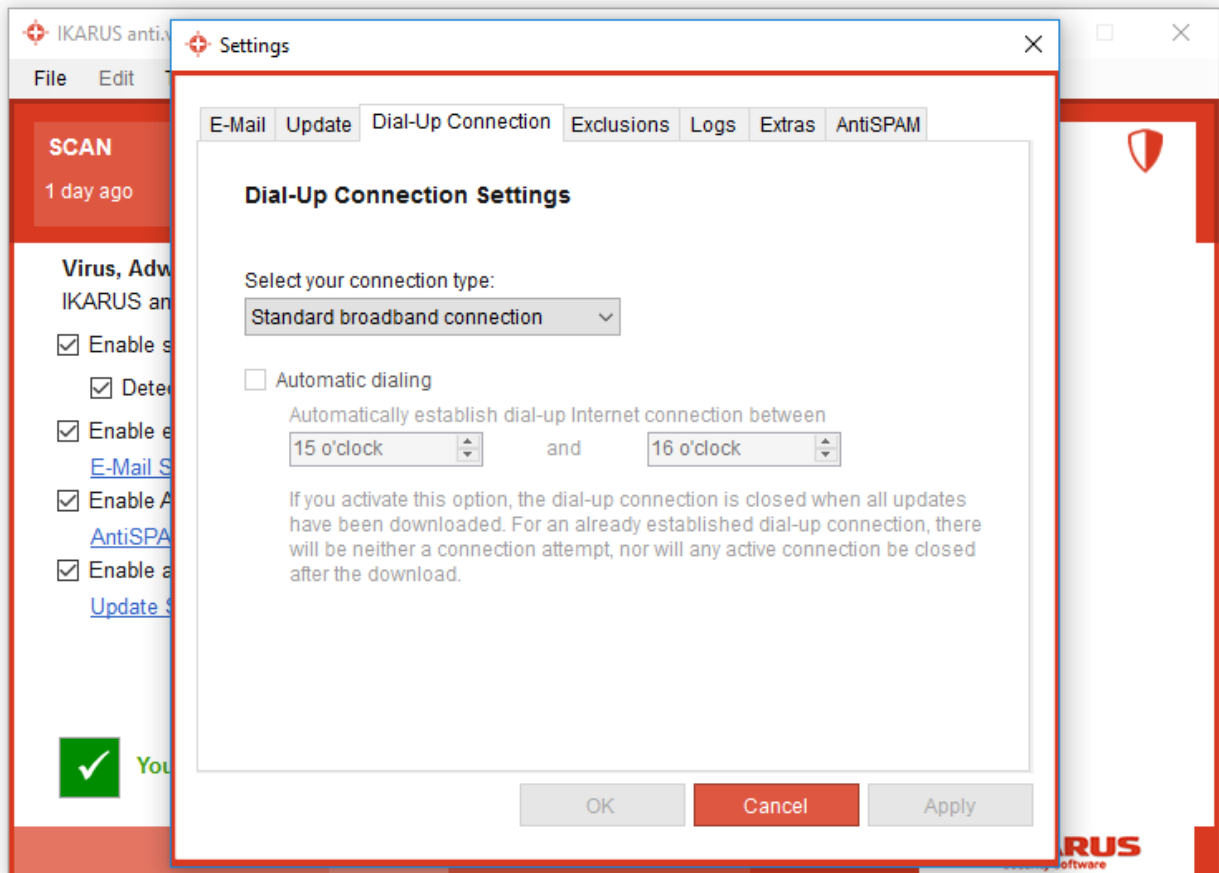 IKARUS anti.v
Settings
File Edit T
E-Mail Update Dial-Up Connection Exclusions Logs Extras AntiSPAM
SCAN
1 day ago
Dial-Up Connection Settings
Virus, Adw
IKARUS an
Select your connection type:
Standard broadband connection
Enable s
Detec
Automatic dialing
Automatically establish dial-up Internet connection between
Enable e
15 o'clock and 16 o'clock
E-Mail S
Enable A
If you activate this option, the dial-up connection is closed when all updates
have been downloaded. For an already established dial-up connection, there
will be neither a connection attempt, nor will any active connection be closed
after the download.
AntiSPA
Enable a
Update S
You
OK Cancel Apply
RUS
software